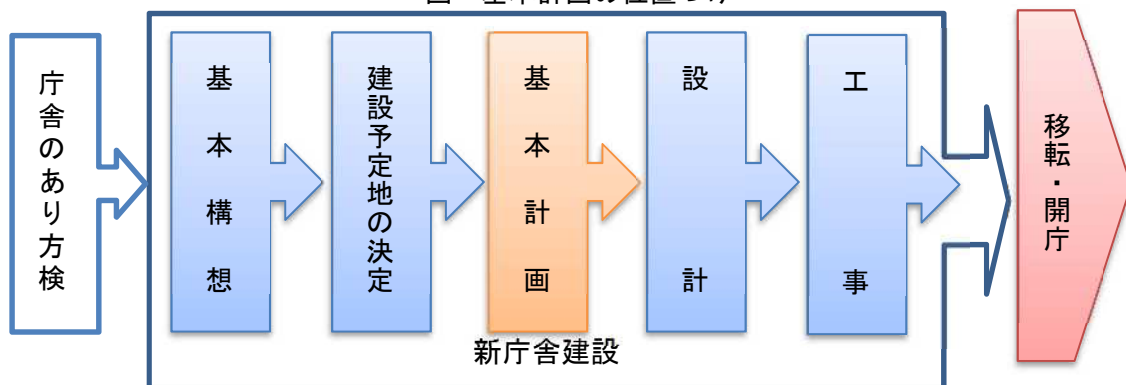 庁舎のあり方検
基本構想
建設予定地の決定
基本計画
設計
工事
移転・開庁
新庁舎建設